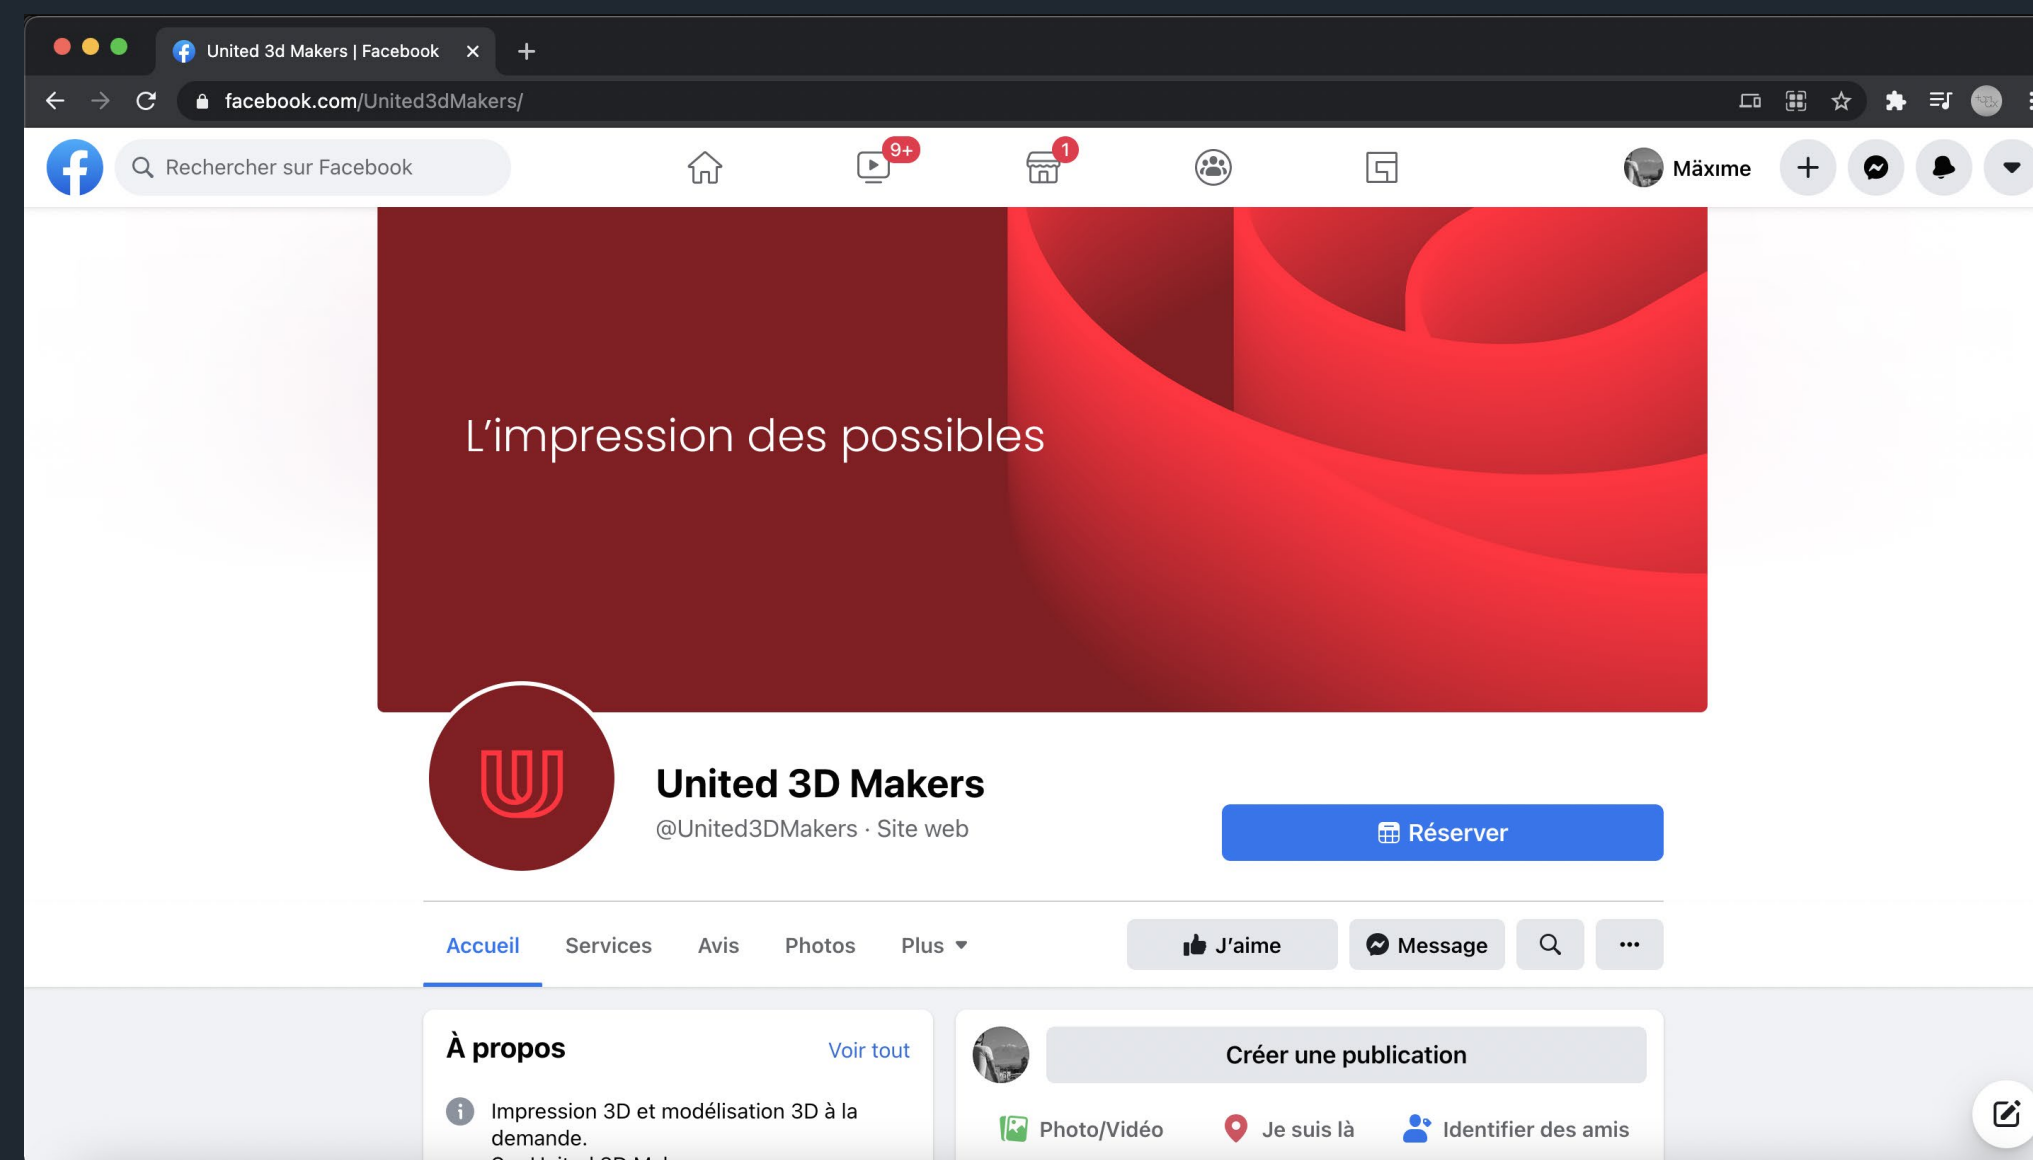 United 3d Makers | Facebook
facebook.com/United3dMakers/
Rechercher sur Facebook
9+
1
Mäxıme
L'impression des possibles
United 3D Makers
@United3DMakers · Site web
Réserver
Accueil
Services
Avis
Photos
Plus
J'aime
Message
À propos
Voir tout
Impression 3D et modélisation 3D à la
demande.
Créer une publication
Photo/Vidéo
Je suis là
Identifier des amis